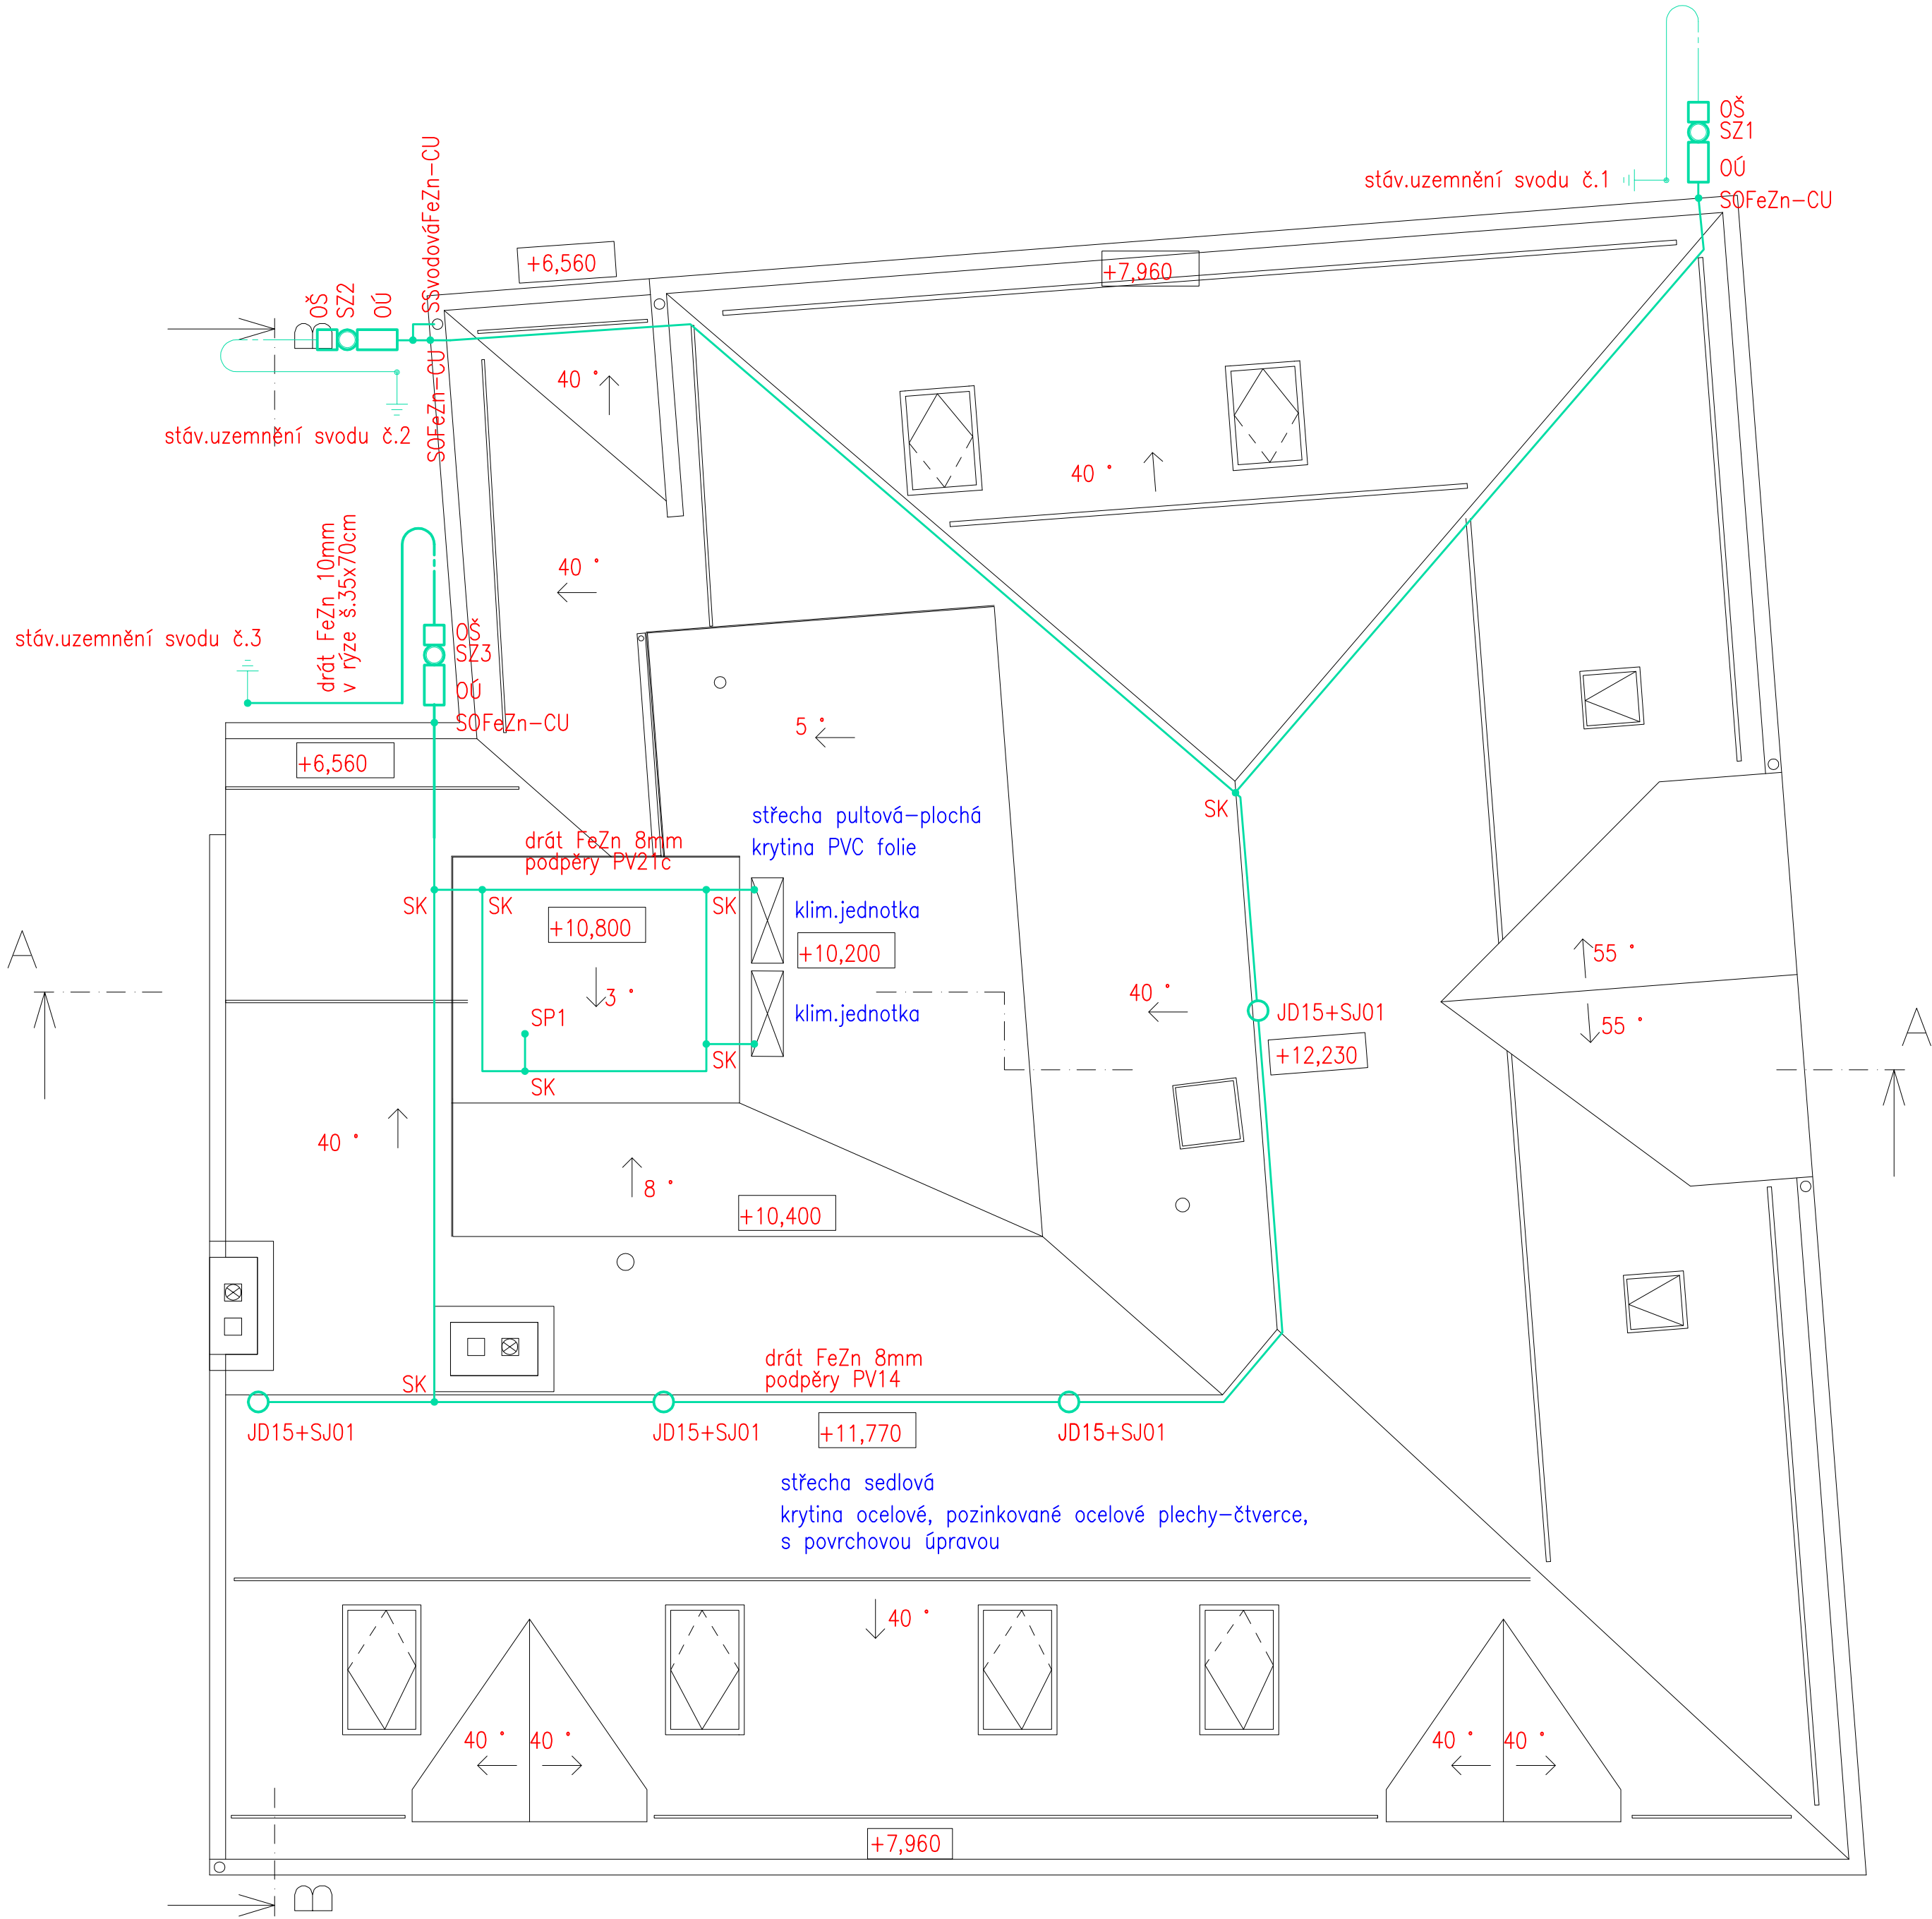 OŠ
SZ1
OÚ
stáv.uzemnění svodu č.1
SOFeZn-CU
SSvodováFeZn-CU
+6,560
+7,960
B
OŠ
SZ2
OÚ
SOFeZn-CU
stáv.uzemnění svodu č.2
40 °
40 °
40 °
drát FeZn 10mm
v rýze š.35x70cm
stáv.uzemnění svodu č.3
OŠ
SZ3
OÚ
SOFeZn-CU
5 °
+6,560
SK
střecha pultová-plochá
krytina PVC folie
drát FeZn 8mm
podpěry PV21c
SK
SK
SK
klim.jednotka
+10,800
+10,200
A
3 °
40 °
55 °
SP1
klim.jednotka
JD15+SJ01
55 °
A
+12,230
SK
SK
40 °
8 °
+10,400
drát FeZn 8mm
podpěry PV14
SK
JD15+SJ01
JD15+SJ01
JD15+SJ01
+11,770
střecha sedlová
krytina ocelové, pozinkované ocelové plechy-čtverce,
s povrchovou úpravou
40 °
40 °
40 °
40 °
40 °
+7,960
B